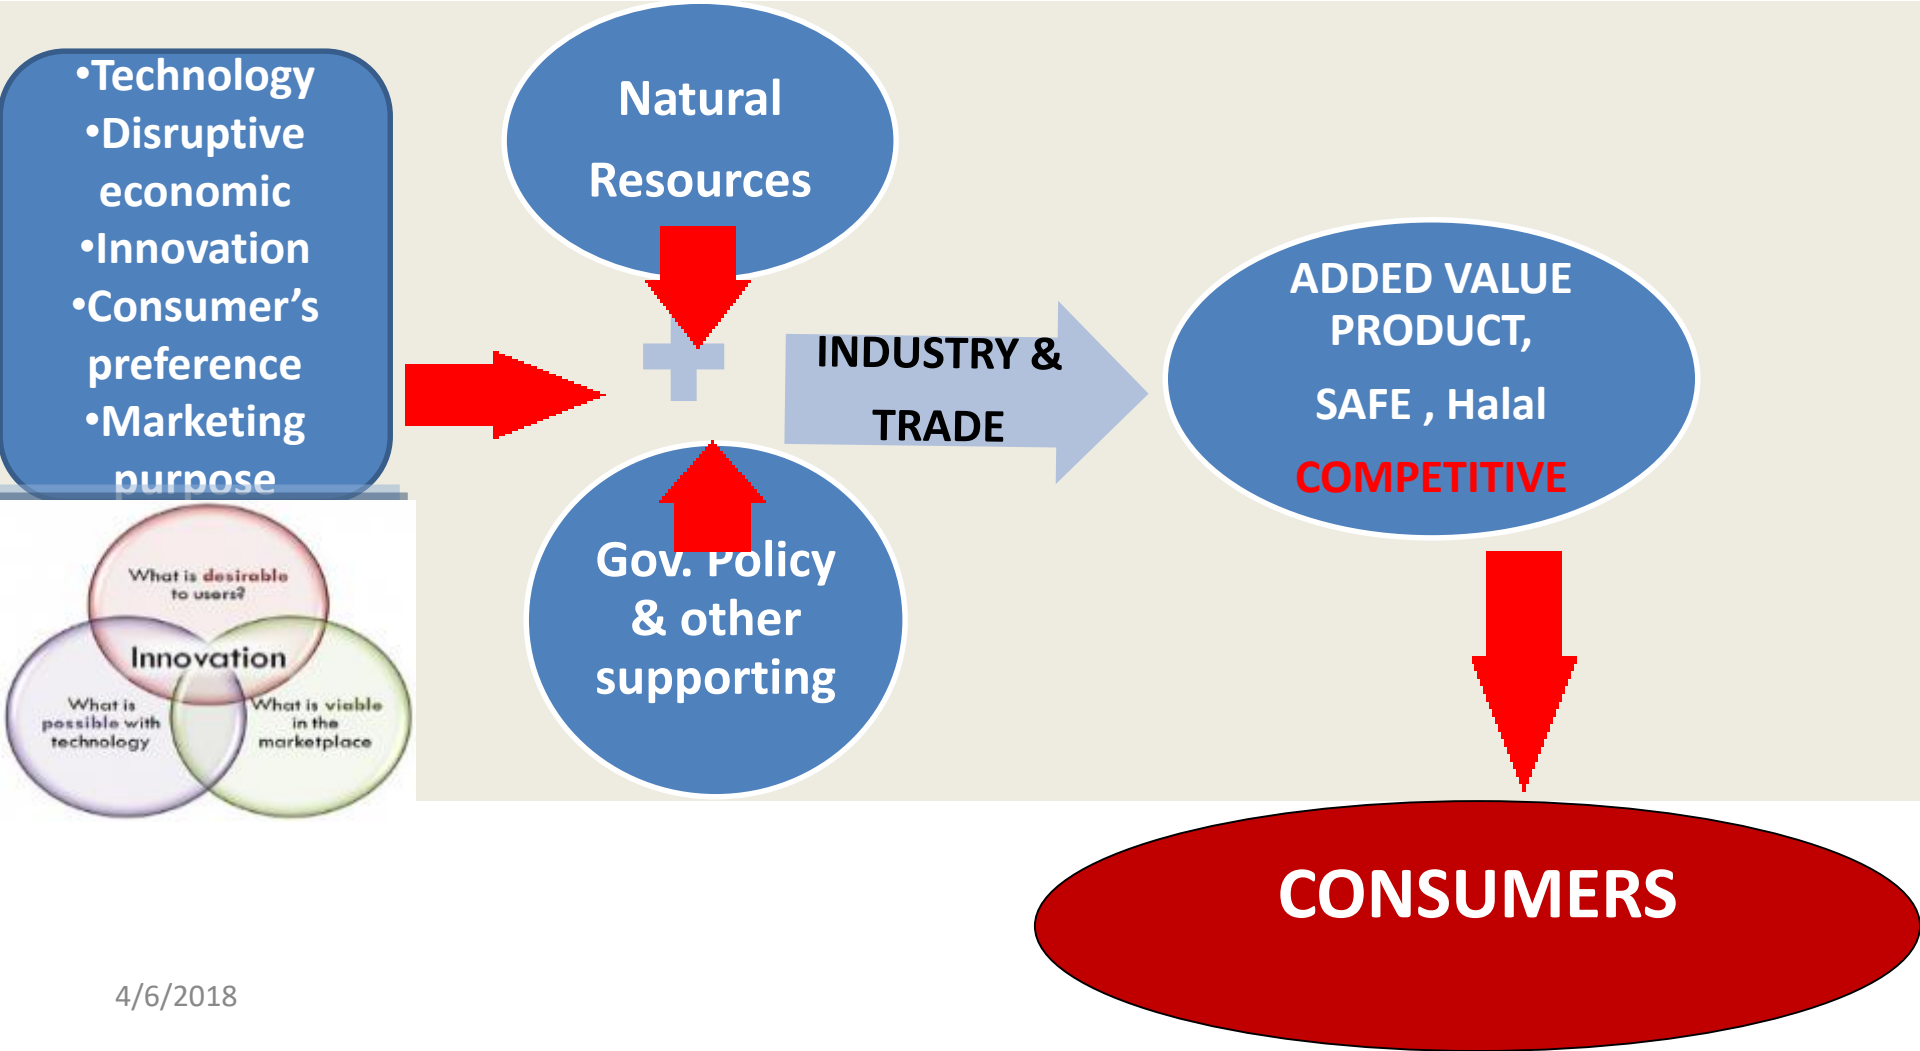 •Technology
•Disruptive
economic
•Innovation
•Consumer’s
preference
•Marketing
purpose
What is desirable
to users?
Innovation
What is
possible with
technology
What is viable
in the
marketplace
Natural
Resources
Gov. Policy
& other
supporting
INDUSTRY &
TRADE
ADDED VALUE
PRODUCT,
SAFE , Halal
COMPETITIVE
CONSUMERS
4/6/2018